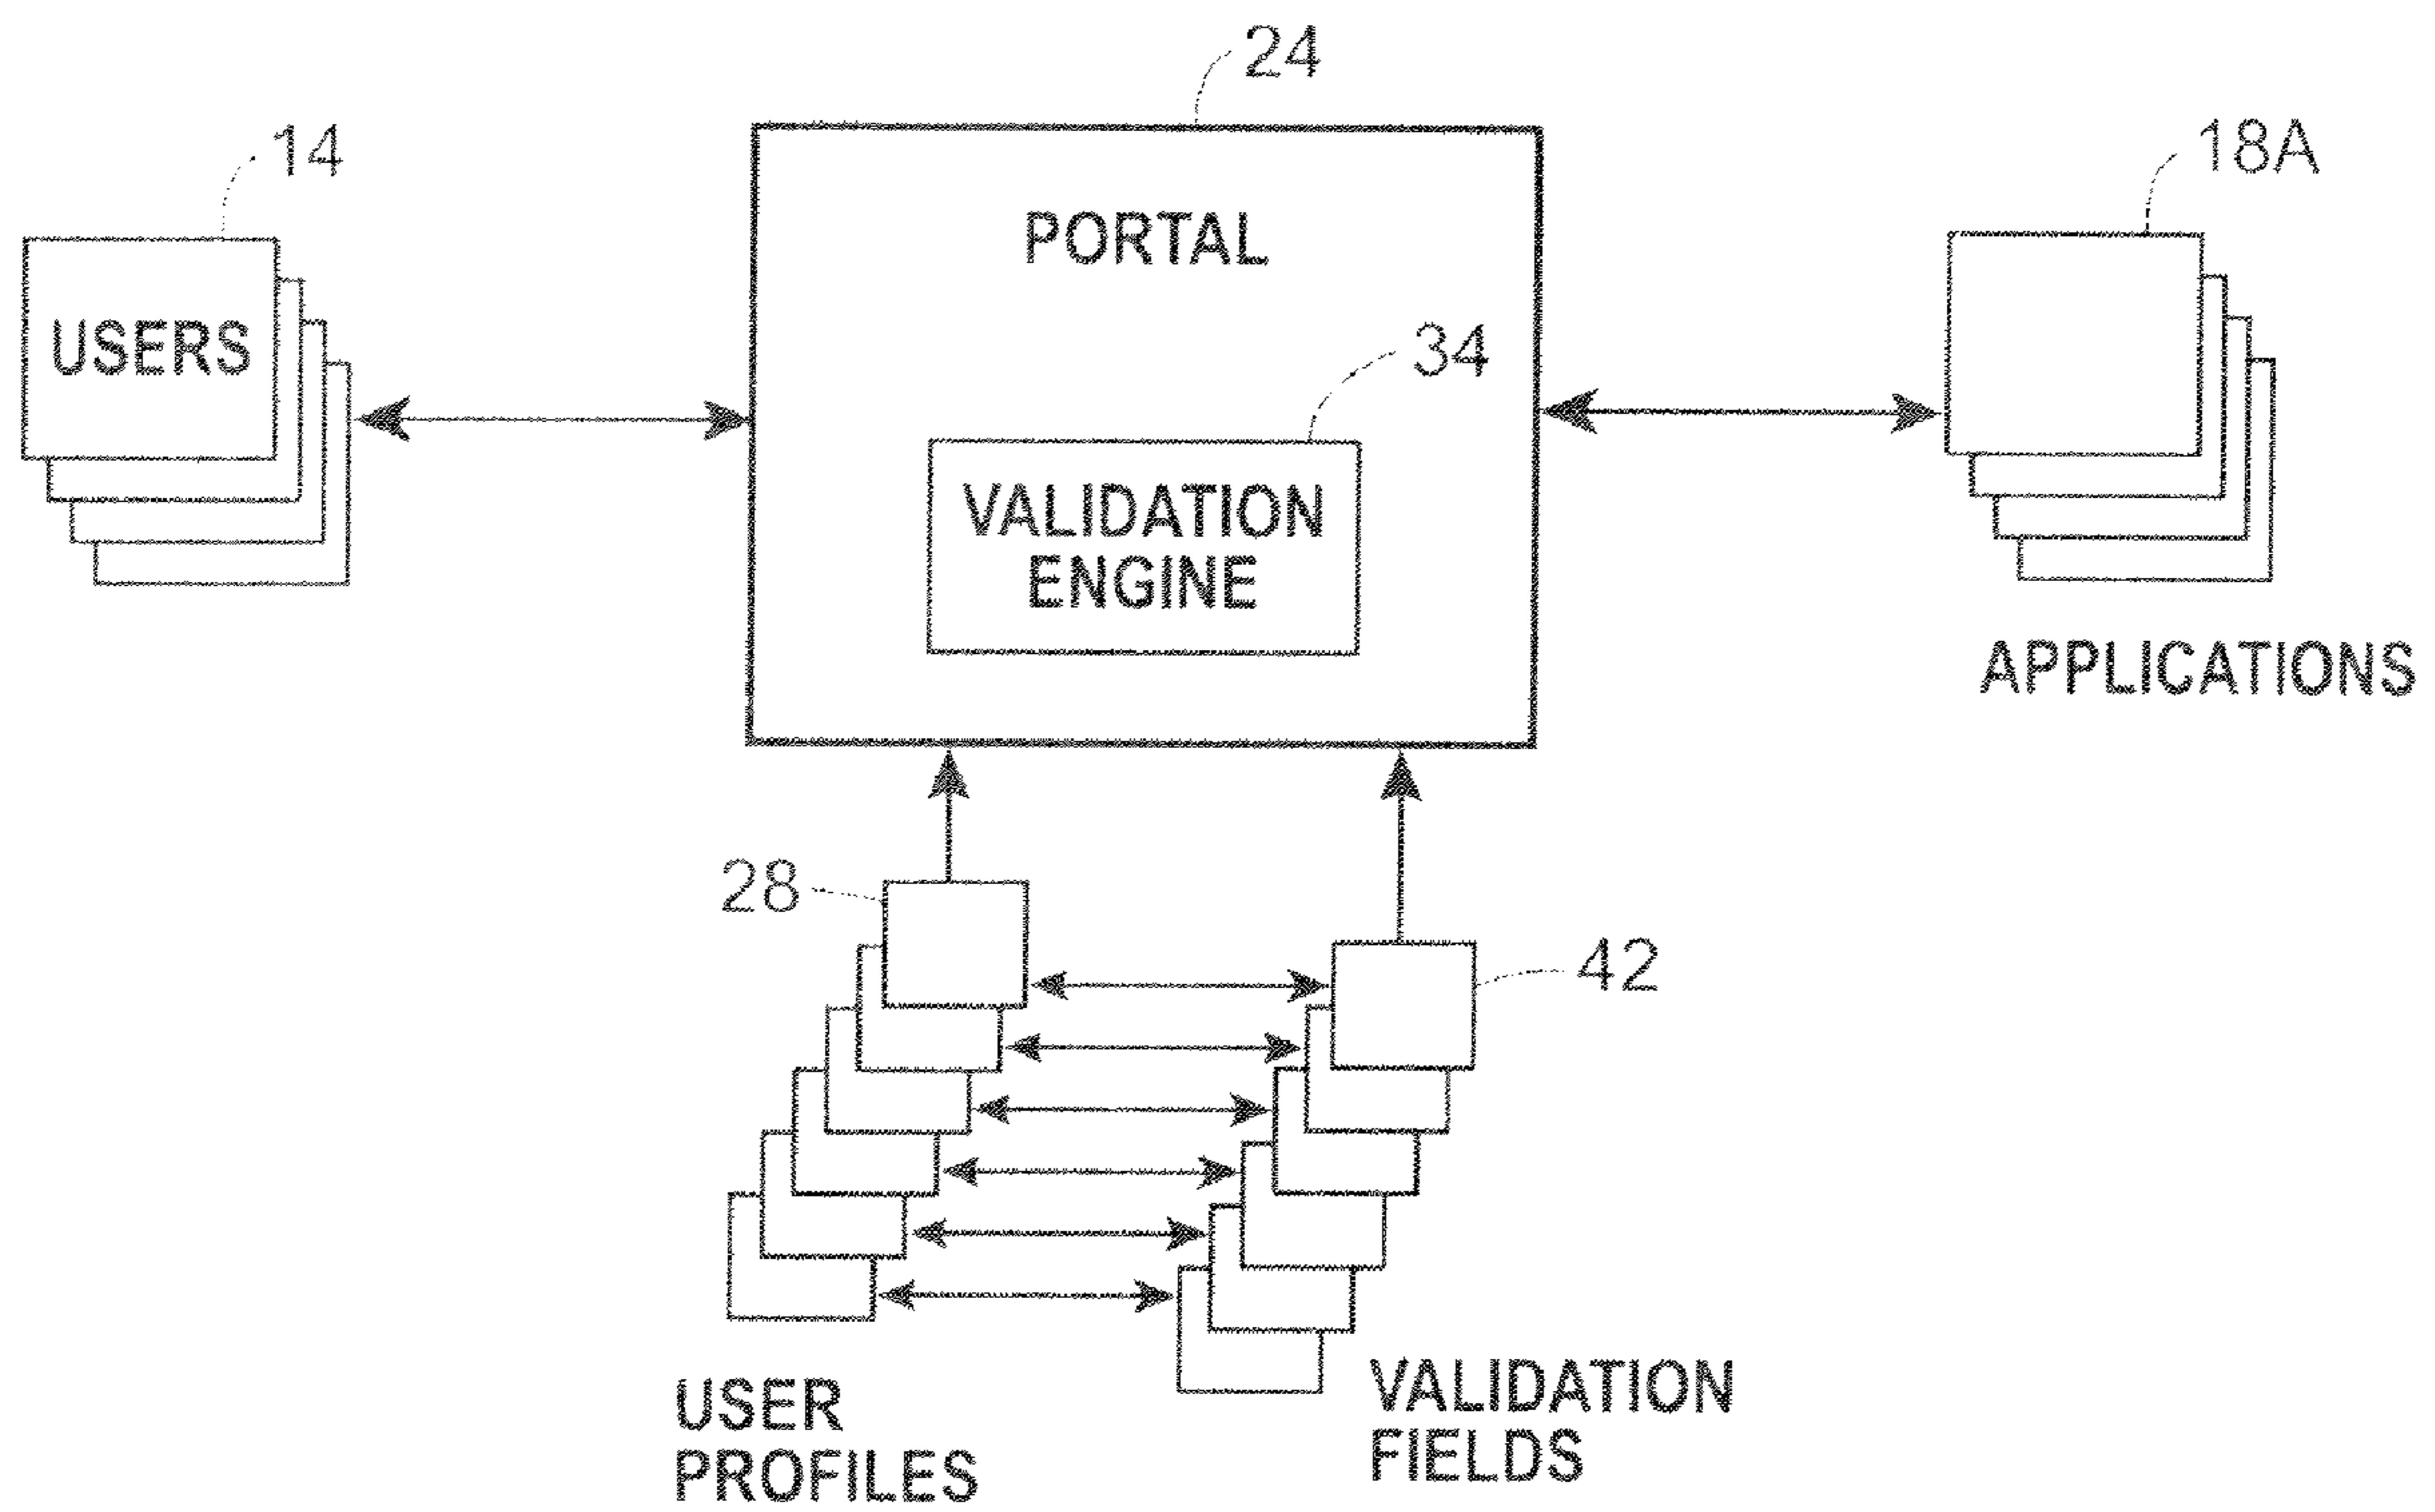 24
14
18A
PORTAL
USERS
34
VALIDATION
ENGINE
APPLICATIONS
28
42
USER
PROFILES
VALIDATION
FIELDS